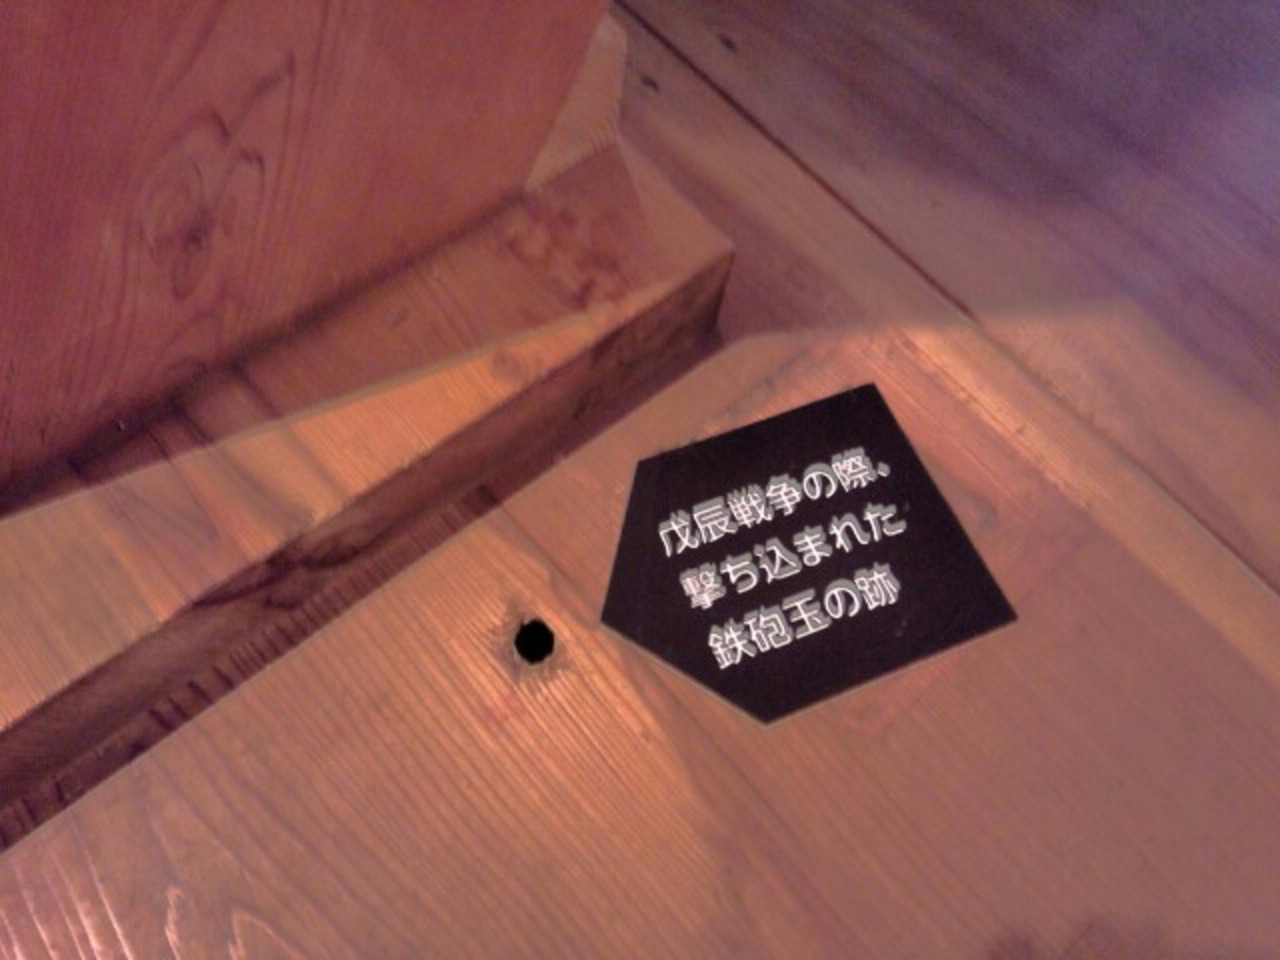 戊辰戦争の際、
撃ち込まれた
鉄砲玉の跡